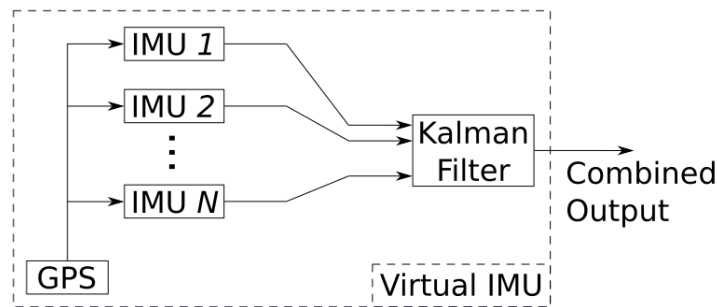 IMU 1
IMU 2
IMU N
GPS
Kalman
Filter
Combined
Output
Virtual IMU